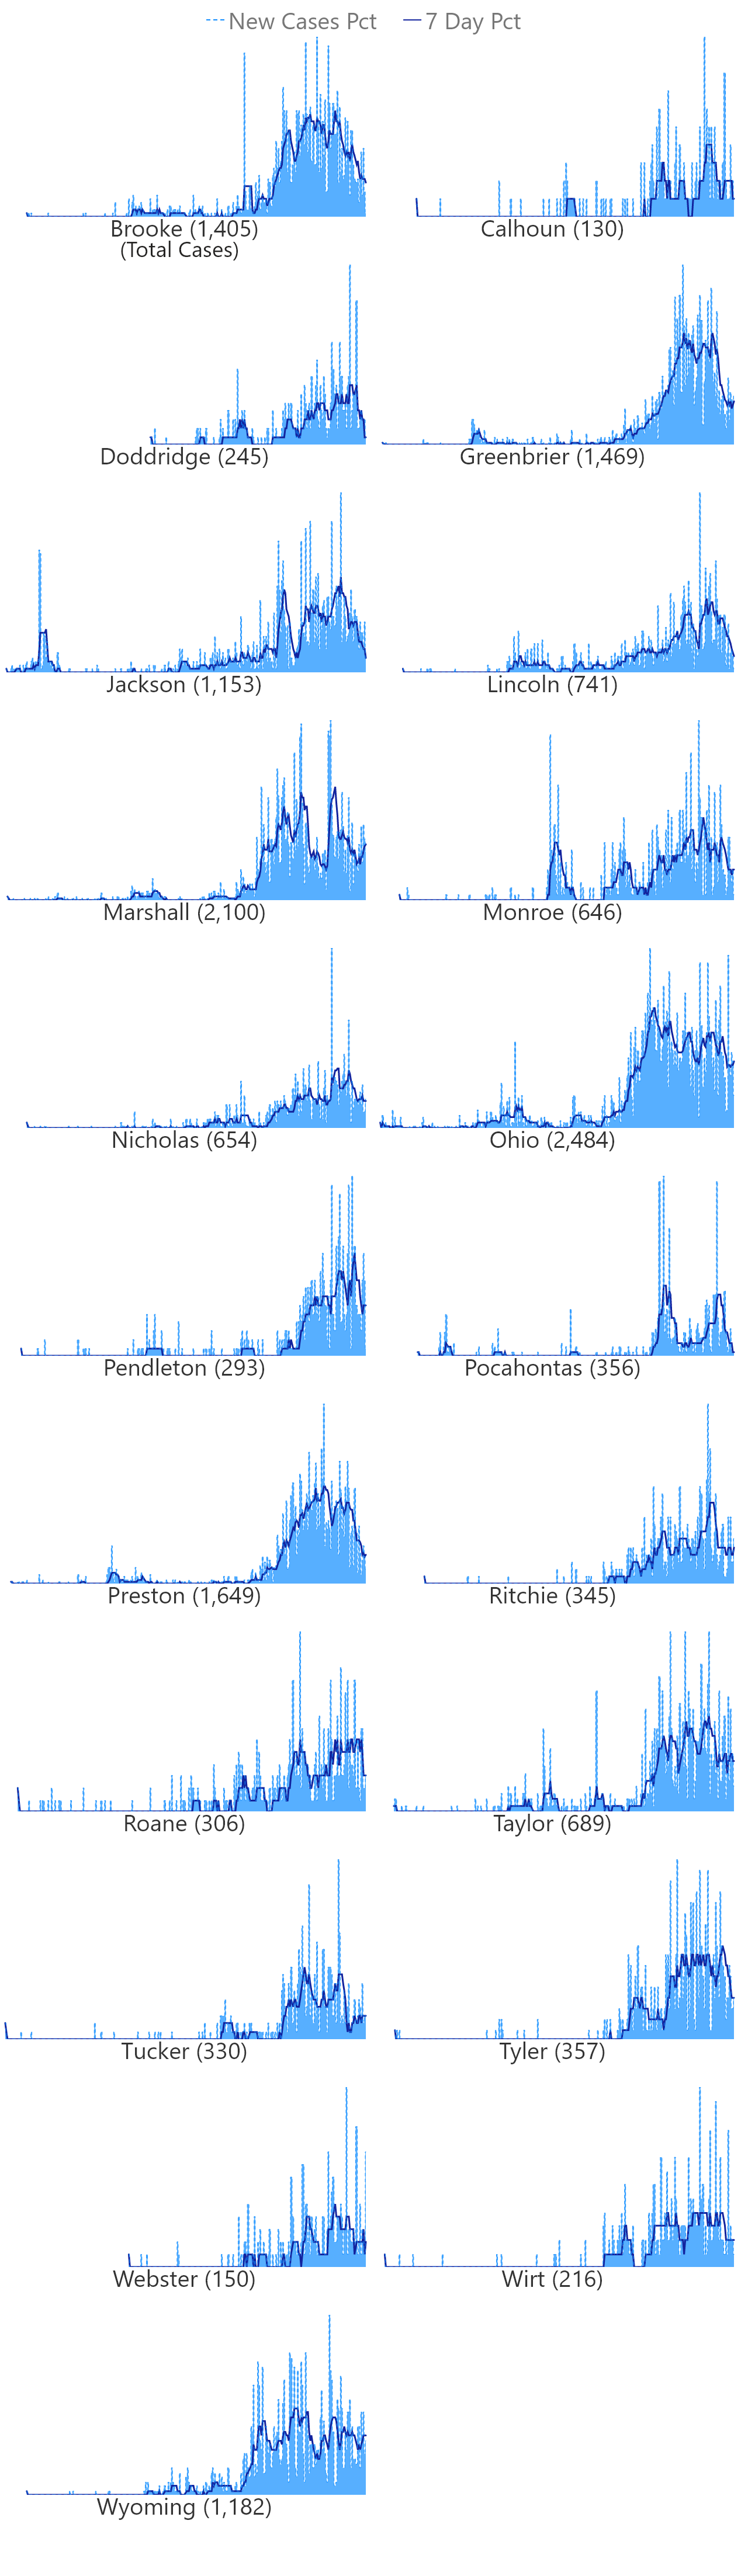 New Cases Pct 7 Day Pct
Brooke (1,405) Calhoun (130)
(Total Cases)
Doddridge (245) Greenbrier (1,469)
Jackson (1,153) Lincoln (741)
Marshall (2,100) Monroe (646)
Nicholas (654) Ohio (2,484)
Pendleton (293) Pocahontas (356)
Preston (1,649) Ritchie (345)
Roane (306) Taylor (689)
Tucker (330) Tyler (357)
Webster (150) Wirt (216)
Wyoming (1,182)